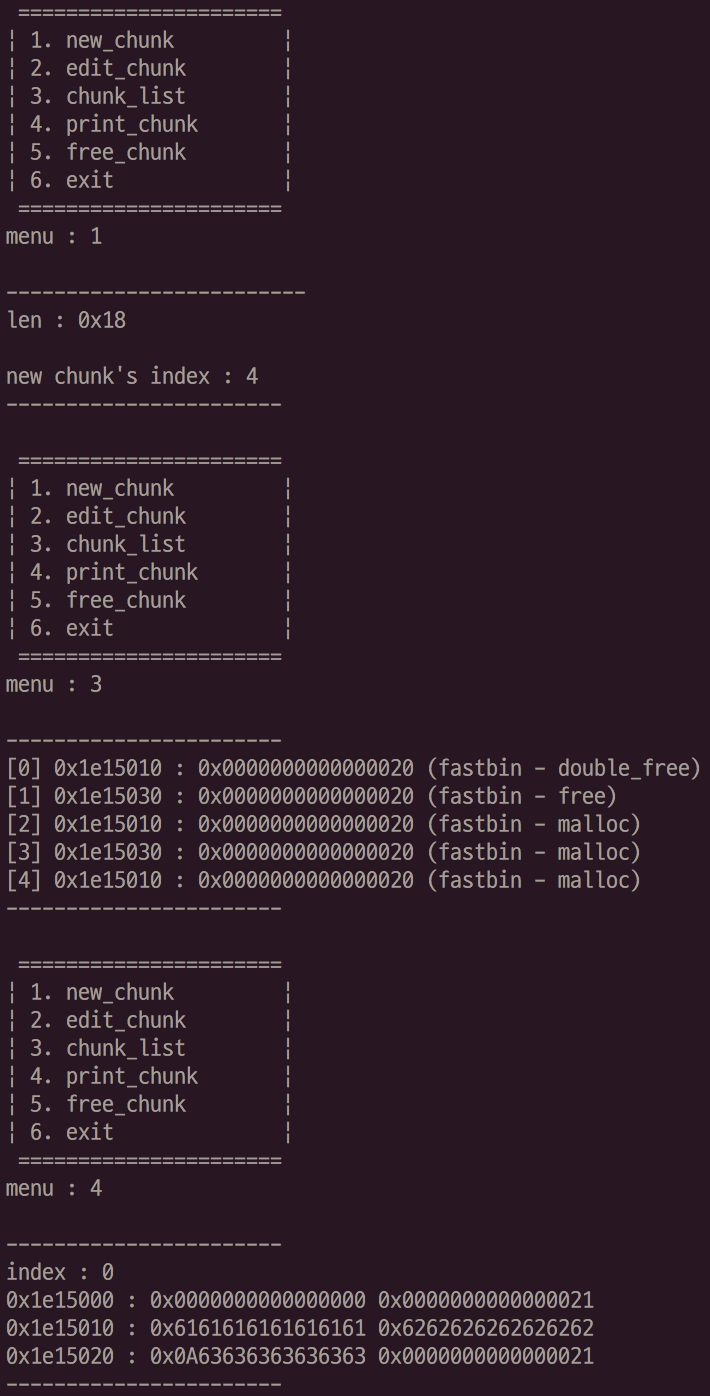 ======================
¦ 1. new_chunk ¦
¦ 2. edit_chunk ¦
¦ 3. chunk_list ¦
¦ 4. print_chunk ¦
¦ 5. free_chunk ¦
¦ 6. exit ¦
======================
menu : 1
-------------------------
len : 0x18
new chunk's index : 4
-----------------------
======================
¦ 1. new_chunk ¦
¦ 2. edit_chunk ¦
¦ 3. chunk_list ¦
¦ 4. print_chunk ¦
¦ 5. free_chunk ¦
¦ 6. exit ¦
======================
menu : 3
-----------------------
[0] 0x1e15010 : 0x0000000000000020 (fastbin - double_free)
[1] 0x1e15030 : 0x0000000000000020 (fastbin - free)
[2] 0x1e15010 : 0x0000000000000020 (fastbin - malloc)
[3] 0x1e15030 : 0x0000000000000020 (fastbin - malloc)
[4] 0x1e15010 : 0x0000000000000020 (fastbin - malloc)
-----------------------
======================
¦ 1. new_chunk ¦
¦ 2. edit_chunk ¦
¦ 3. chunk_list ¦
¦ 4. print_chunk ¦
¦ 5. free_chunk ¦
¦ 6. exit ¦
======================
menu : 4
-----------------------
index : 0
0x1e15000 : 0x0000000000000000 0x0000000000000021
0x1e15010 : 0x6161616161616161 0x6262626262626262
0x1e15020 : 0x0A63636363636363 0x0000000000000021
-----------------------